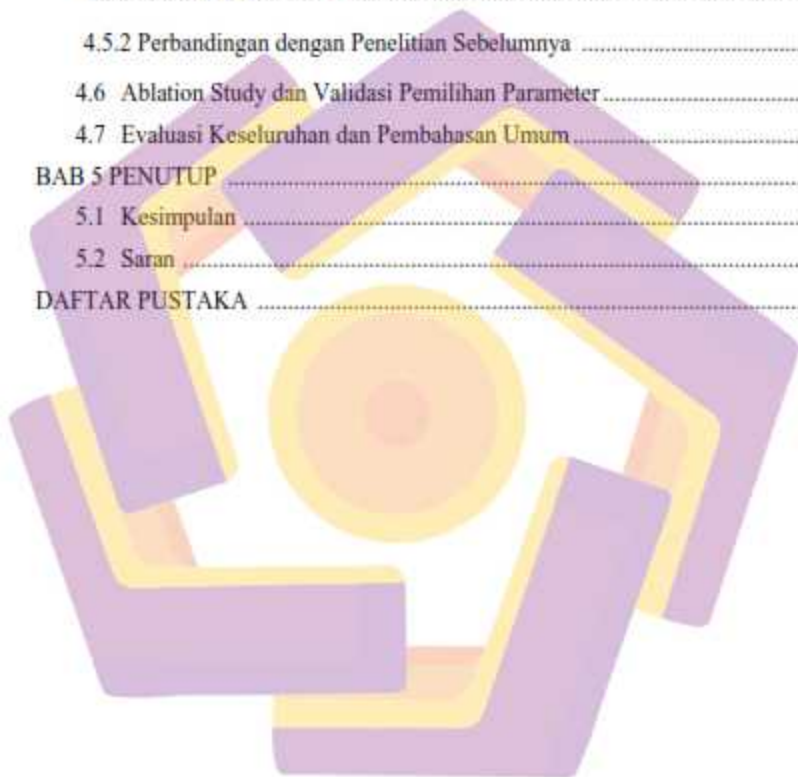 4.5.2 Perbandingan dengan Penelitian Sebelumnya ..........................................
4.6 Ablation Study dan Validasi Pemilihan Parameter ......................................
4.7 Evaluasi Keseluruhan dan Pembahasan Umum ............................................
BAB 5 PENUTUP ..............................................................................................
5.1 Kesimpulan ...............................................................................................
5.2 Saran .........................................................................................................
DAFTAR PUSTAKA .........................................................................................